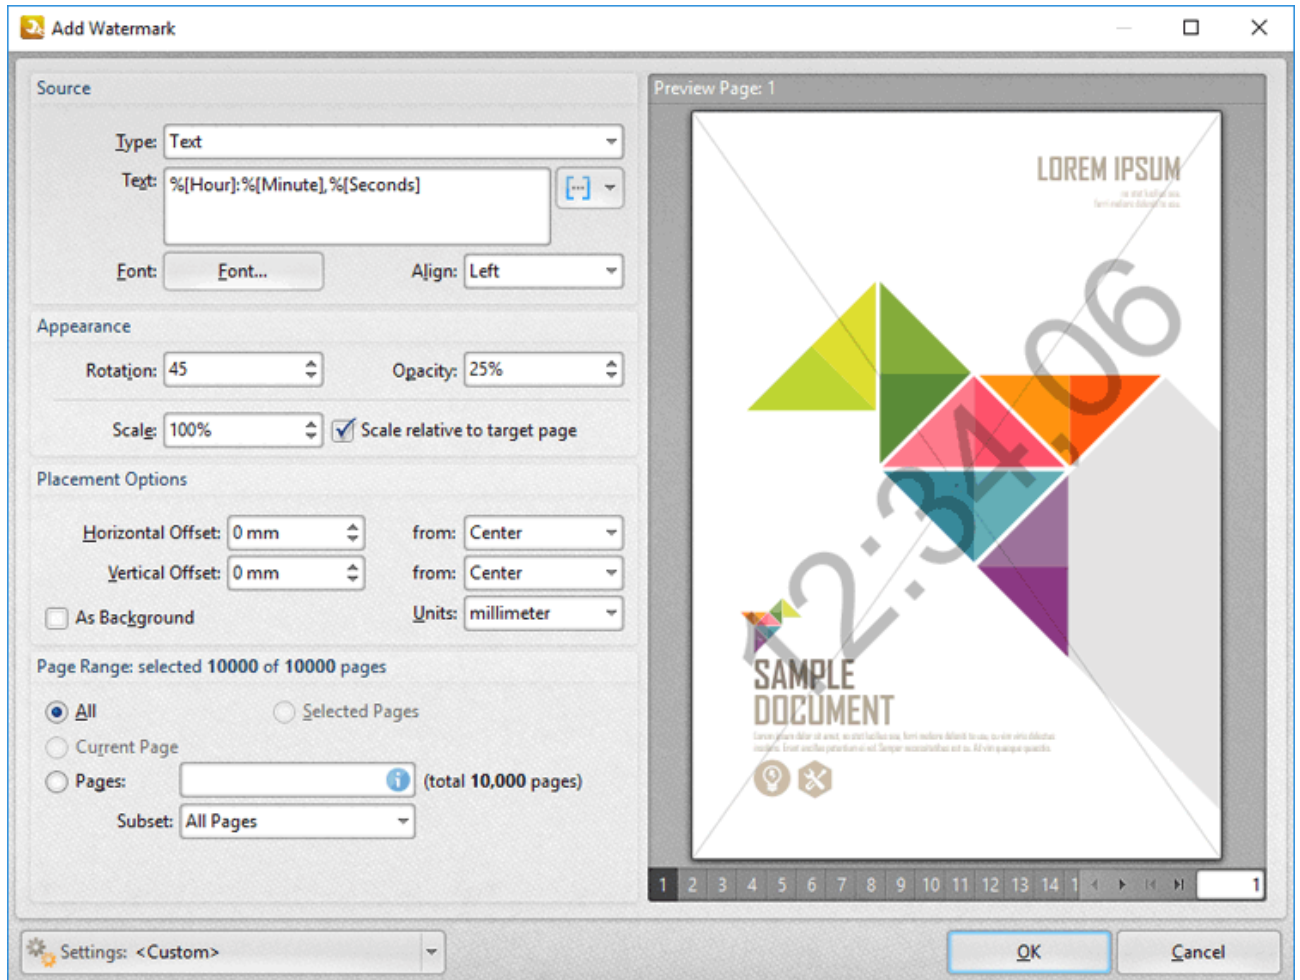 Add Watermark
Source
Type: Text
Text: %[Hour]:%[Minute],%[Seconds]
Font: Font... Align: Left
Appearance
Rotation: 45 Opacity: 25%
Scale: 100% Scale relative to target page
Placement Options
Horizontal Offset: 0 mm from: Center
Vertical Offset: 0 mm from: Center
As Background Units: millimeter
Page Range: selected 10000 of 10000 pages
All Selected Pages
Current Page
Pages: (total 10,000 pages)
Subset: All Pages
Preview Page: 1
LOREM IPSUM
12:34.06
SAMPLE
DOCUMENT
1 2 3 4 5 6 7 8 9 10 11 12 13 14 1 1
Settings: <Custom> OK Cancel